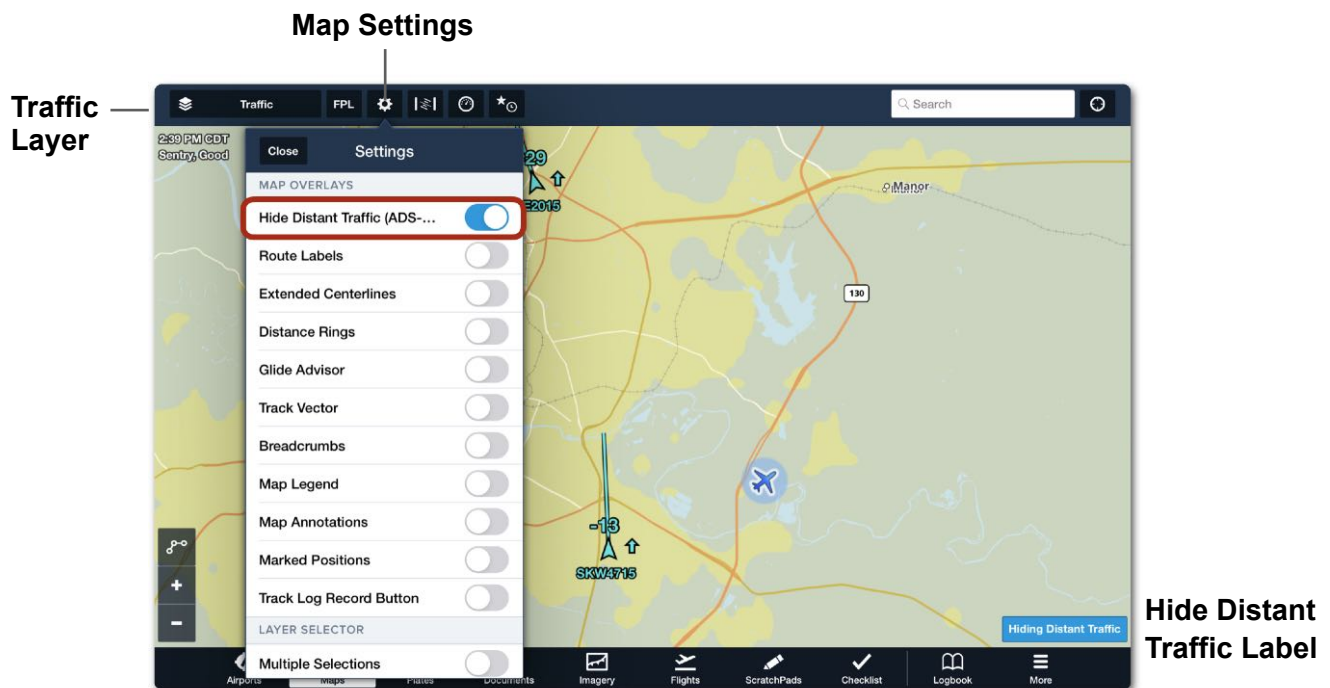 Map Settings
Traffic
Layer
Traffic
FPL
Search
2:39 PM CDT
Sentry, Good
Close
Settings
MAP OVERLAYS
Hide Distant Traffic (ADS-...
Route Labels
Extended Centerlines
Distance Rings
Glide Advisor
Track Vector
Breadcrumbs
Map Legend
Map Annotations
Marked Positions
Track Log Record Button
LAYER SELECTOR
Multiple Selections
29
E2015
Manor
130
-13
SKW4715
Hiding Distant Traffic
Hide Distant
Traffic Label
Airports
Maps
Plates
Documents
Imagery
Flights
ScratchPads
Checklist
Logbook
More